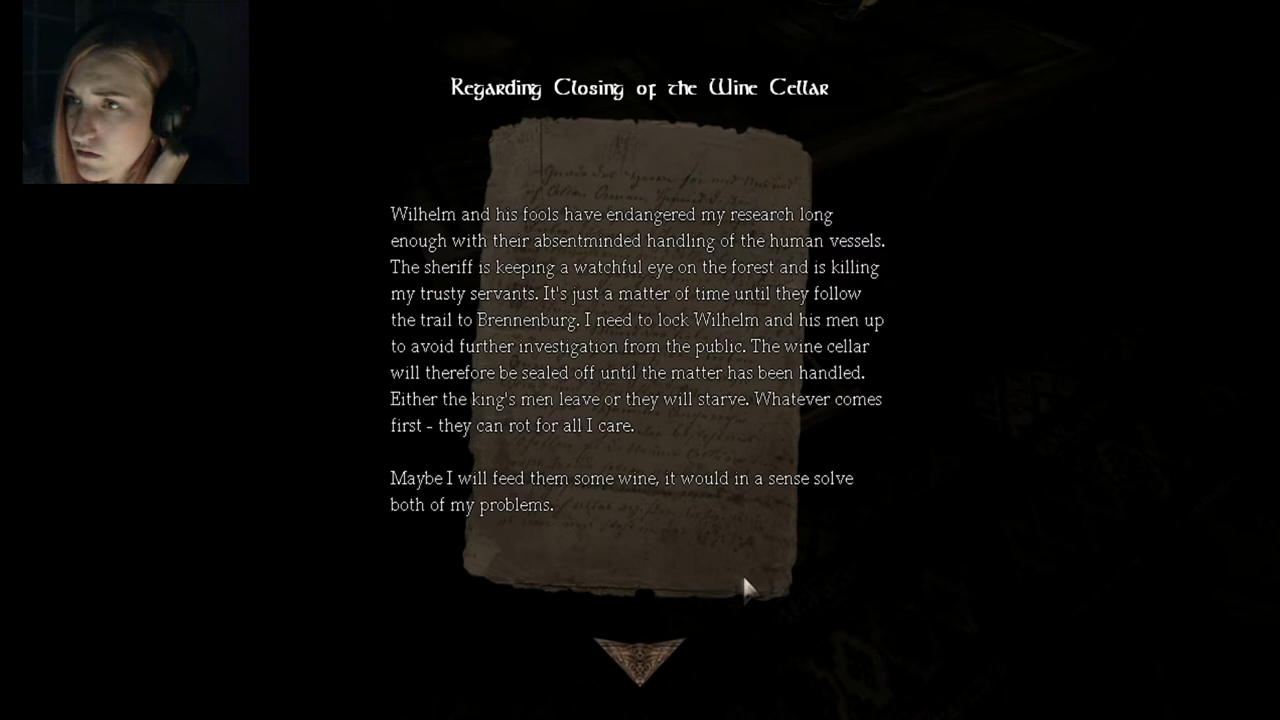 Regarding Closing of the Wine Cellar
Wilhelm and his fools have endangered my research long
enough with their absentminded handling of the human vessels.
The sheriff is keeping a watchful eye on the forest and is killing
my trusty servants. It's just a matter of time until they follow
the trail to Brennenburg. I need to lock Wilhelm and his men up
to avoid further investigation from the public. The wine cellar
will therefore be sealed off until the matter has been handled.
Either the king's men leave or they will starve. Whatever comes
first - they can rot for all I care.
Maybe I will feed them some wine, it would in a sense solve
both of my problems.